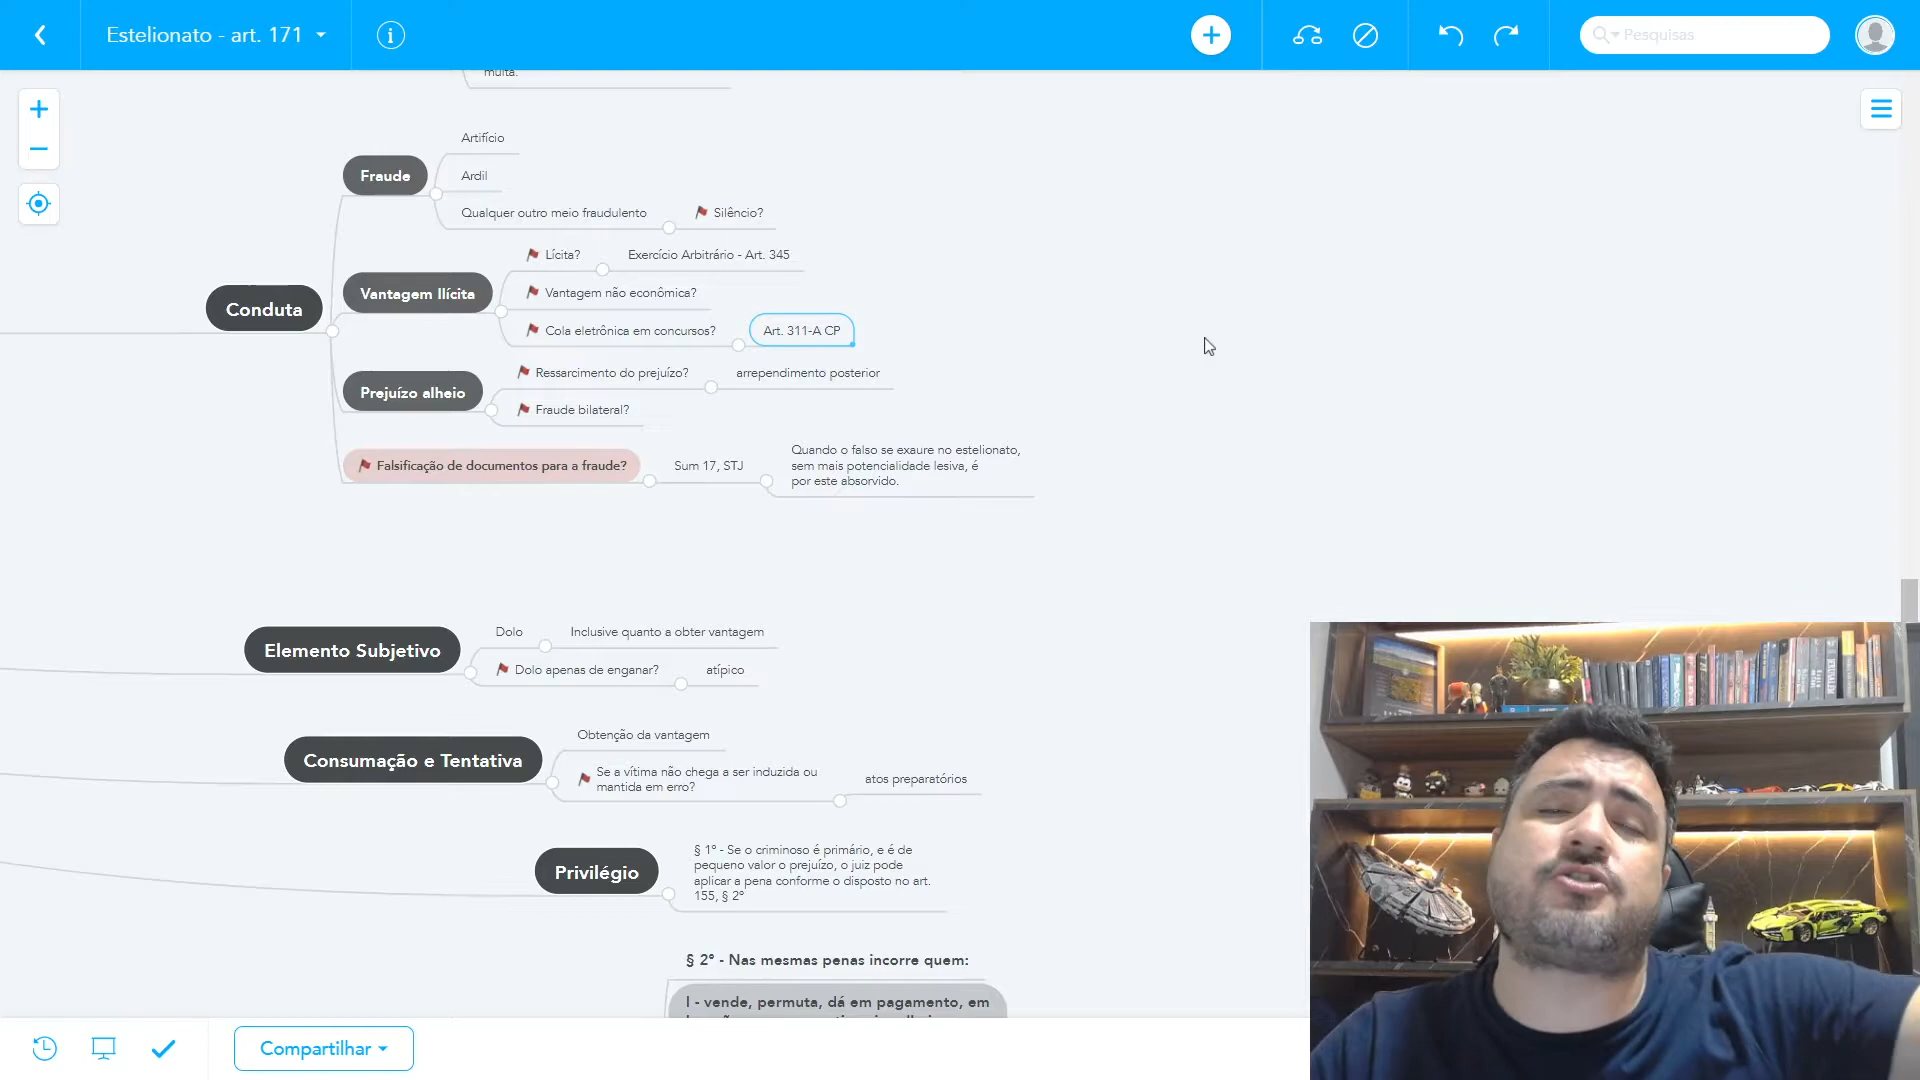 Estelionato - art. 171
Pesquisas
multa.
Artifício
Fraude
Ardil
Qualquer outro meio fraudulento
Silêncio?
Lícita?
Exercício Arbitrário - Art. 345
Vantagem Ilícita
Vantagem não econômica?
Conduta
Cola eletrônica em concursos?
Art. 311-A CP
Ressarcimento do prejuízo?
arrependimento posterior
Prejuízo alheio
Fraude bilateral?
Falsificação de documentos para a fraude?
Sum 17, STJ
Quando o falso se exaure no estelionato,
sem mais potencialidade lesiva, é
por este absorvido.
Elemento Subjetivo
Dolo
Inclusive quanto a obter vantagem
Dolo apenas de enganar?
atípico
Consumação e Tentativa
Obtenção da vantagem
Se a vítima não chega a ser induzida ou
mantida em erro?
atos preparatórios
Privilégio
§ 1º - Se o criminoso é primário, e é de
pequeno valor o prejuízo, o juiz pode
aplicar a pena conforme o disposto no art.
155, § 2º
§ 2º - Nas mesmas penas incorre quem:
I - vende, permuta, dá em pagamento, em
Compartilhar